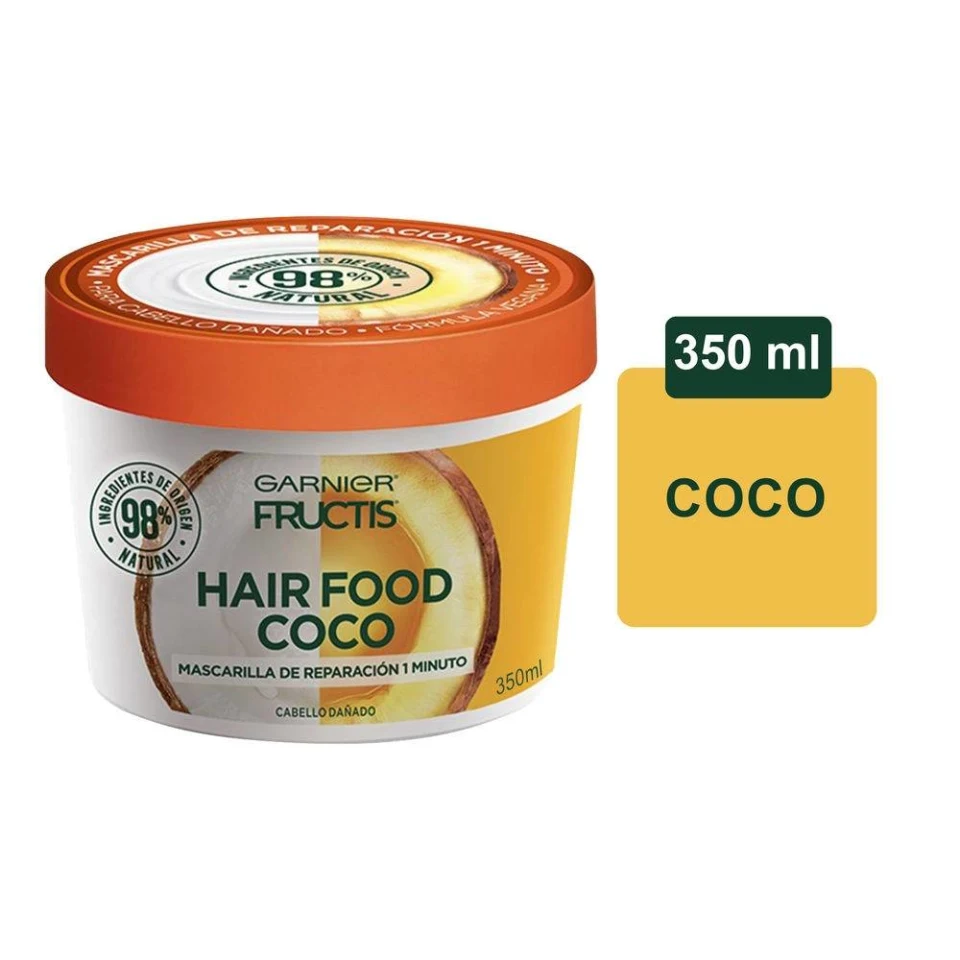 • MASCARILLA DE REPARACIÓN 1 MINUTO •
INGREDIENTES DE ORIGEN
98%
• NATURAL •
PARA CABELLO DAÑADO • FÓRMULA VEGANA
INGREDIENTES DE ORIGEN
98%
• NATURAL •
GARNIER
FRUCTIS
HAIR FOOD
COCO
MASCARILLA DE REPARACIÓN 1 MINUTO
350ml
CABELLO DAÑADO
350 ml
COCO